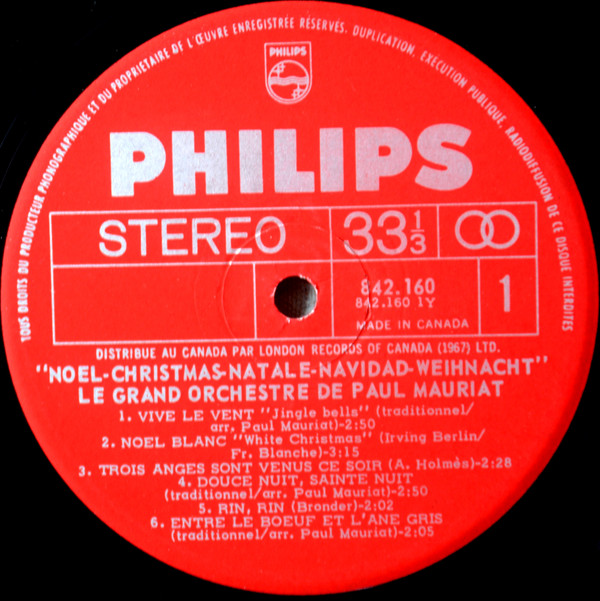 TOUS DROITS DU PRODUCTEUR PHONOGRAPHIQUE ET DU PROPRIETAIRE DE L'ŒUVRE ENREGISTRÉE RÉSERVÉS. DUPLICATION, EXECUTION PUBLIQUE, RADIODIFFUSION DE CE DISQUE INTERDITES
PHILIPS
PHILIPS
STEREO 33 1/3
842.160
842.160 1Y
1
MADE IN CANADA
DISTRIBUE AU CANADA PAR LONDON RECORDS OF CANADA (1967) LTD.
"NOEL-CHRISTMAS-NATALE-NAVIDAD-WEIHNACHT"
LE GRAND ORCHESTRE DE PAUL MAURIAT
1. VIVE LE VENT "Jingle bells" (traditionnel/
arr. Paul Mauriat)-2:50
2. NOEL BLANC "White Christmas" (Irving Berlin/
Fr. Blanche)-3:15
3. TROIS ANGES SONT VENUS CE SOIR (A. Holmès)-2:28
4. DOUCE NUIT, SAINTE NUIT
(traditionnel/arr. Paul Mauriat)-2:50
5. RIN, RIN (Bronder)-2:02
6. ENTRE LE BOEUF ET L'ANE GRIS
(traditionnel/arr. Paul Mauriat)-2:05